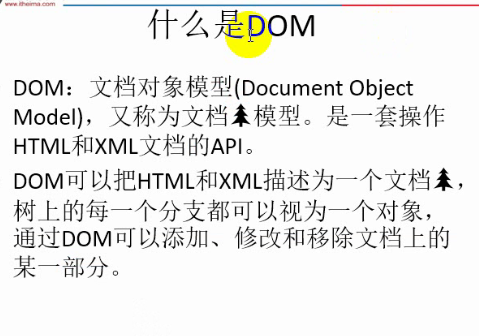 www.itheima.com
什么是DOM
DOM：文档对象模型(Document Object
Model)，又称为文档🌲模型。是一套操作
HTML和XML文档的API。
DOM可以把HTML和XML描述为一个文档🌲，
树上的每一个分支都可以视为一个对象，
通过DOM可以添加、修改和移除文档上的
某一部分。